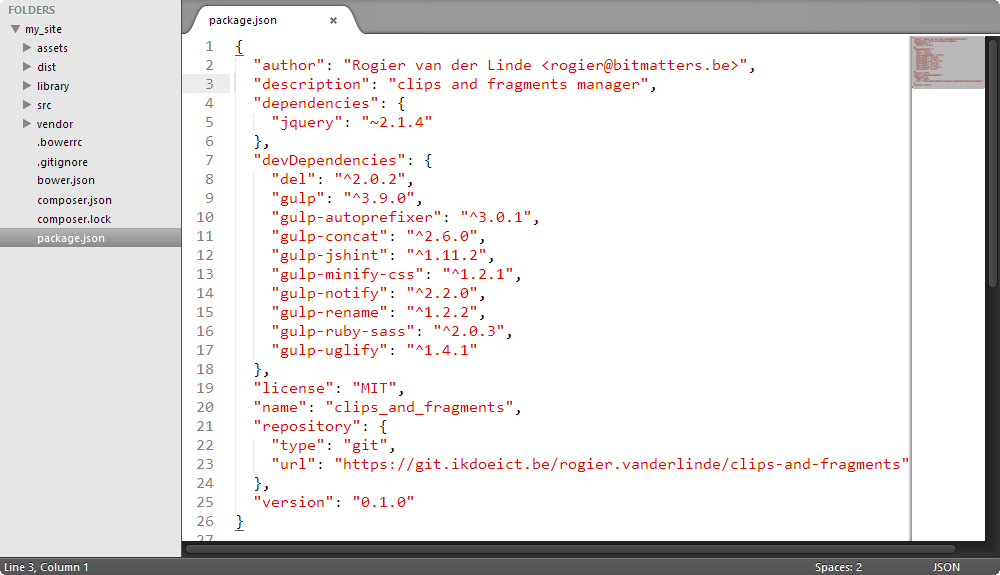 FOLDERS
my_site
assets
dist
library
src
vendor
.bowerrc
.gitignore
bower.json
composer.json
composer.lock
package.json
package.json ×
1 {
2 "author": "Rogier van der Linde <rogier@bitmatters.be>",
3 "description": "clips and fragments manager",
4 "dependencies": {
5 "jquery": "~2.1.4"
6 },
7 "devDependencies": {
8 "del": "^2.0.2",
9 "gulp": "^3.9.0",
10 "gulp-autoprefixer": "^3.0.1",
11 "gulp-concat": "^2.6.0",
12 "gulp-jshint": "^1.11.2",
13 "gulp-minify-css": "^1.2.1",
14 "gulp-notify": "^2.2.0",
15 "gulp-rename": "^1.2.2",
16 "gulp-ruby-sass": "^2.0.3",
17 "gulp-uglify": "^1.4.1"
18 },
19 "license": "MIT",
20 "name": "clips_and_fragments",
21 "repository": {
22 "type": "git",
23 "url": "https://git.ikdoeict.be/rogier.vanderlinde/clips-and-fragments"
24 },
25 "version": "0.1.0"
26 }
27
Line 3, Column 1
Spaces: 2
JSON